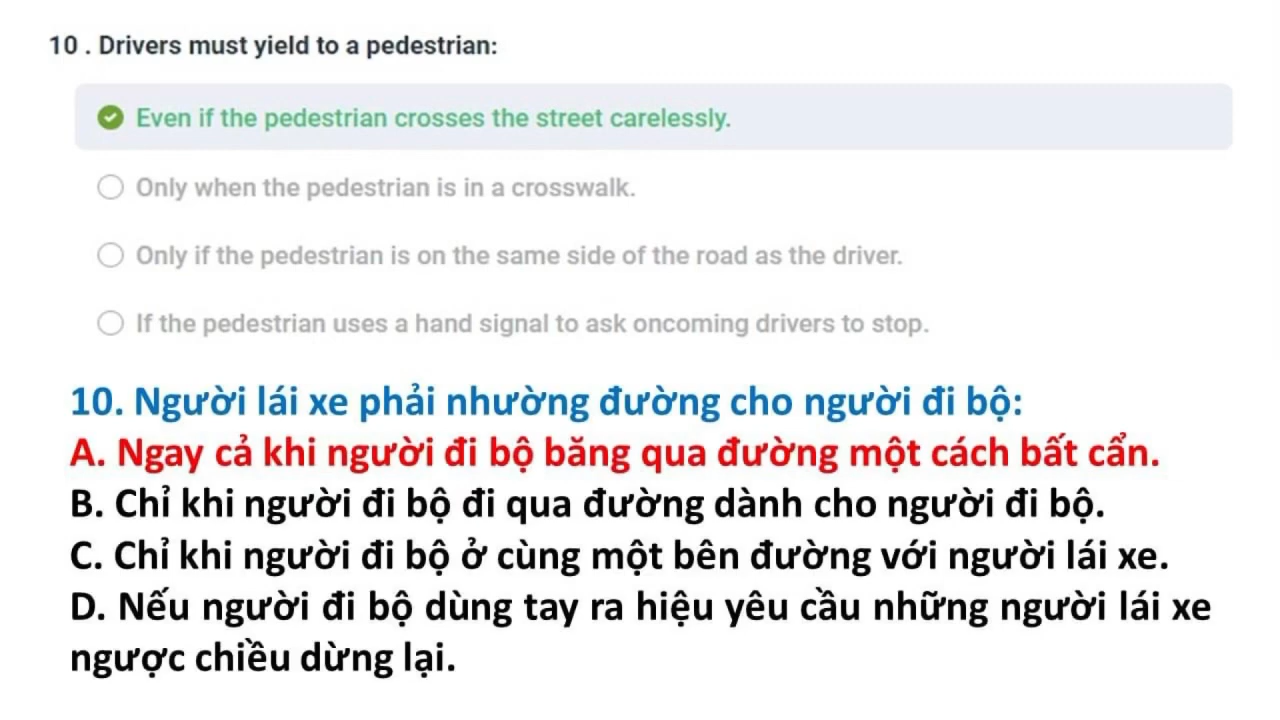 10 . Drivers must yield to a pedestrian:
Even if the pedestrian crosses the street carelessly.
Only when the pedestrian is in a crosswalk.
Only if the pedestrian is on the same side of the road as the driver.
If the pedestrian uses a hand signal to ask oncoming drivers to stop.
10. Người lái xe phải nhường đường cho người đi bộ:
A. Ngay cả khi người đi bộ băng qua đường một cách bất cẩn.
B. Chỉ khi người đi bộ đi qua đường dành cho người đi bộ.
C. Chỉ khi người đi bộ ở cùng một bên đường với người lái xe.
D. Nếu người đi bộ dùng tay ra hiệu yêu cầu những người lái xe
ngược chiều dừng lại.